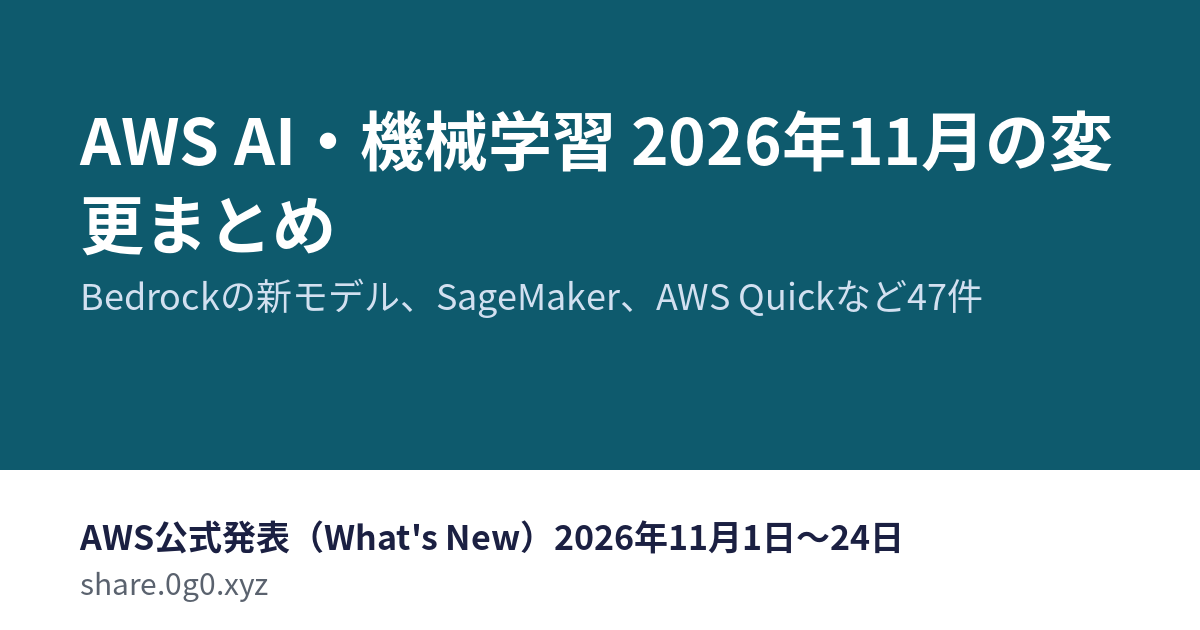 AWS AI・機械学習 2026年11月の変
更まとめ
Bedrockの新モデル、SageMaker、AWS Quickなど47件
AWS公式発表（What's New）2026年11月1日〜24日
share.0g0.xyz